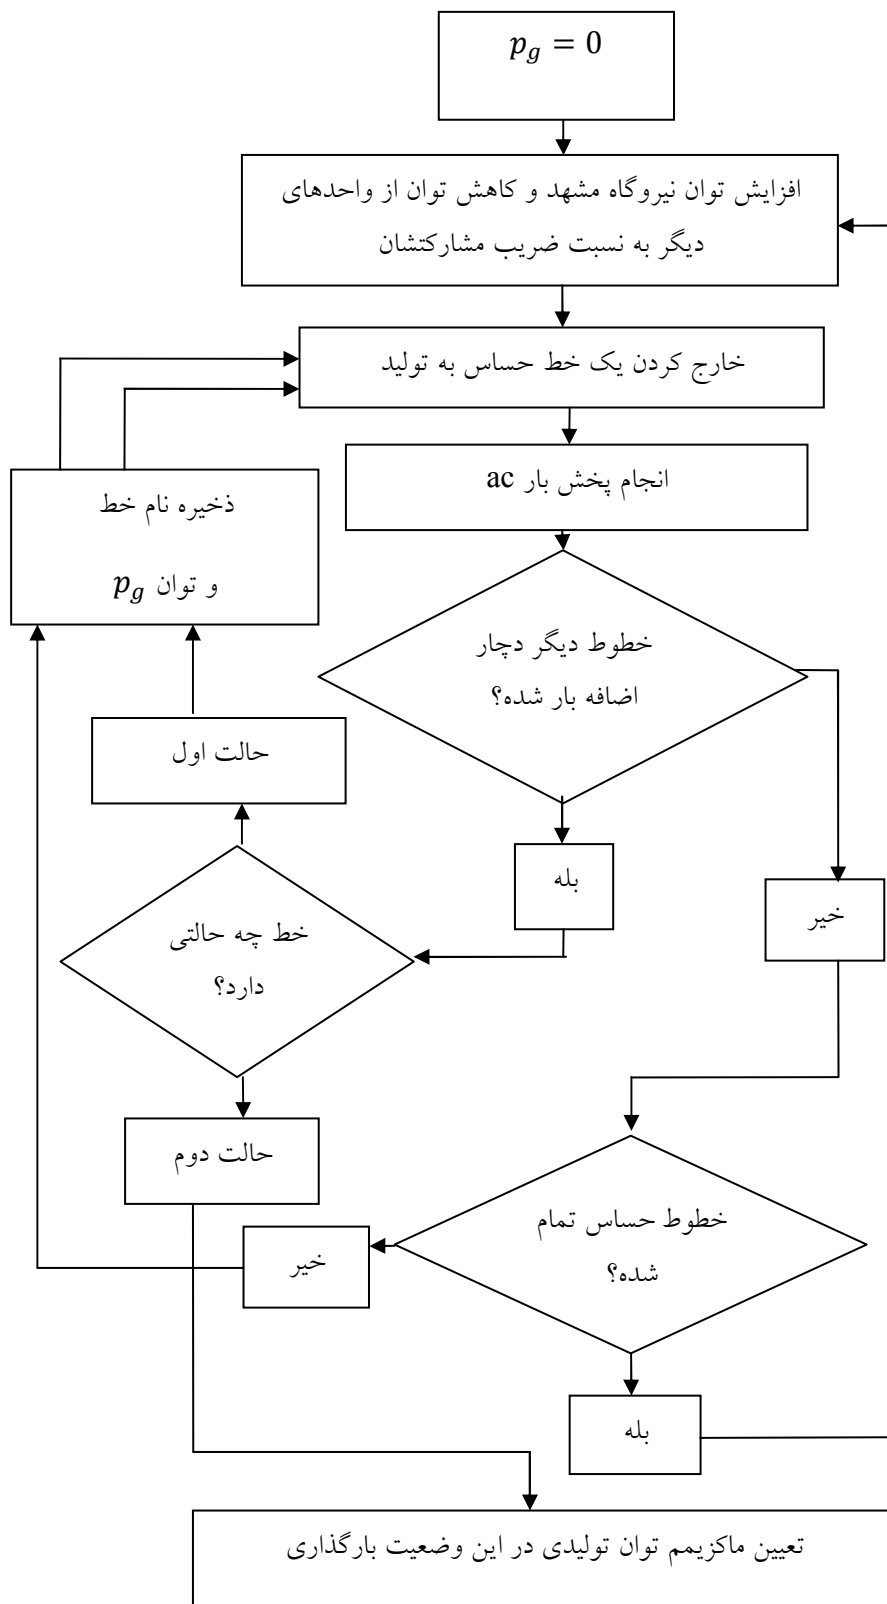 p_g = 0
افزایش توان نیروگاه مشهد و کاهش توان از واحدهای
دیگر به نسبت ضریب مشارکتشان
خارج کردن یک خط حساس به تولید
انجام پخش بار ac
ذخیره نام خط
و توان p_g
خطوط دیگر دچار
اضافه بار شده؟
حالت اول
بله
خیر
خط چه حالتی
دارد؟
حالت دوم
خطوط حساس تمام
شده؟
خیر
بله
تعیین ماکزیمم توان تولیدی در این وضعیت بارگذاری